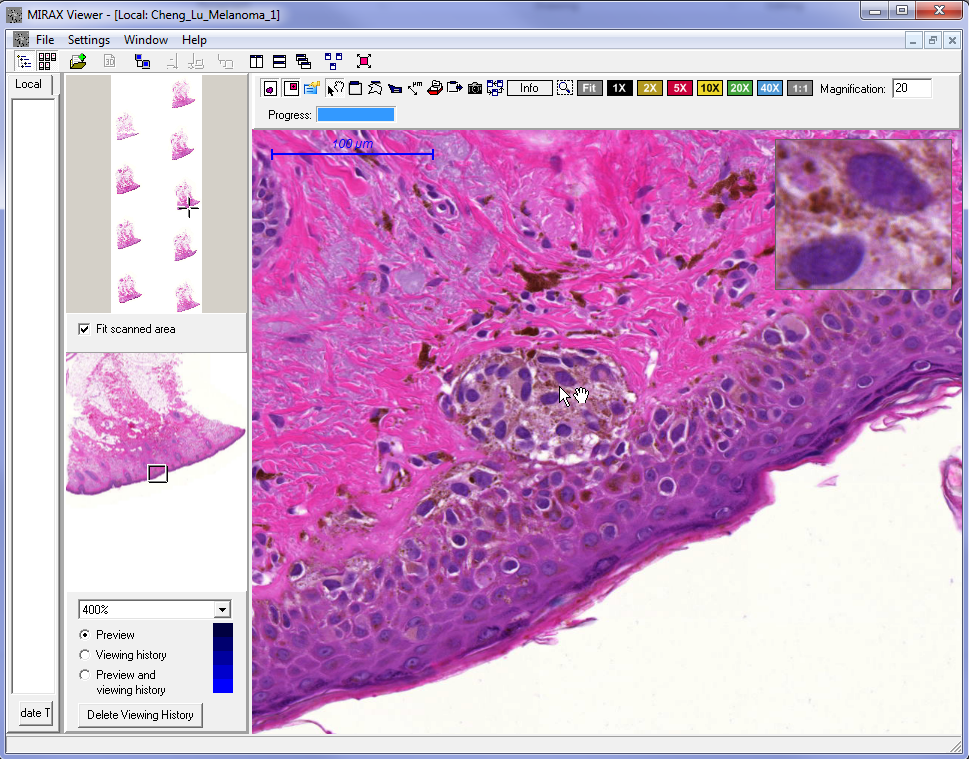 MIRAX Viewer - [Local: Cheng_Lu_Melanoma_1]
File Settings Window Help
Local
Info Fit 1X 2X 5X 10X 20X 40X 1:1 Magnification: 20
Progress:
100 µm
Fit scanned area
400%
Preview
Viewing history
Preview and
viewing history
date T
Delete Viewing History